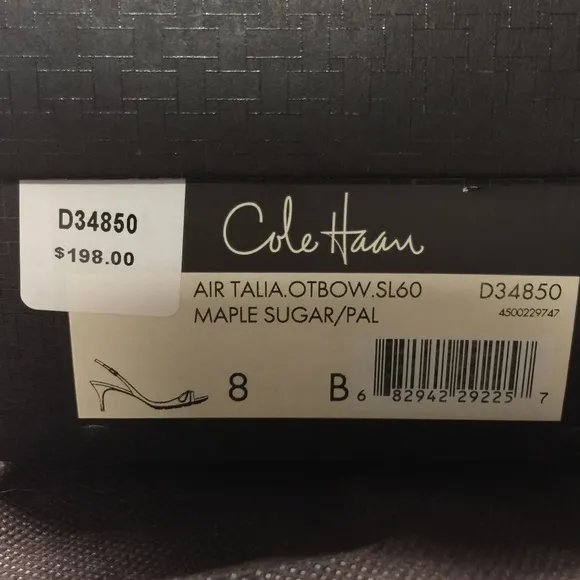 D34850
$198.00
Cole Haan
AIR TALIA.OTBOW.SL60 D34850
MAPLE SUGAR/PAL 4500229747
8 B 6 82942 29225 7